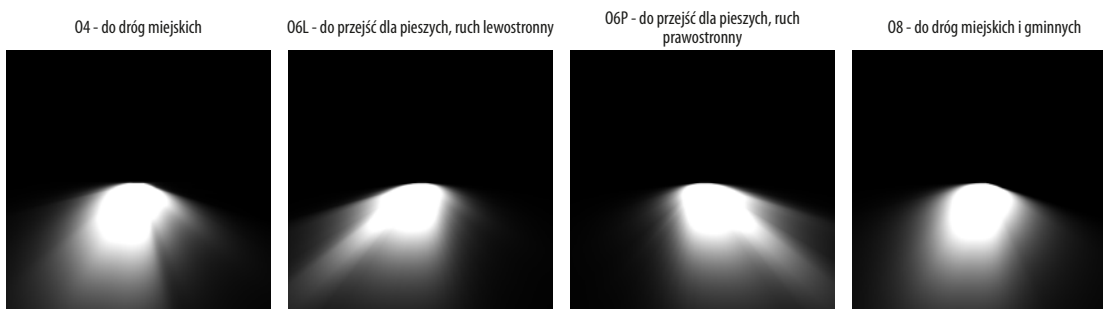 O4 - do dróg miejskich
O6L - do przejść dla pieszych, ruch lewostronny
O6P - do przejść dla pieszych, ruch
prawostronny
O8 - do dróg miejskich i gminnych